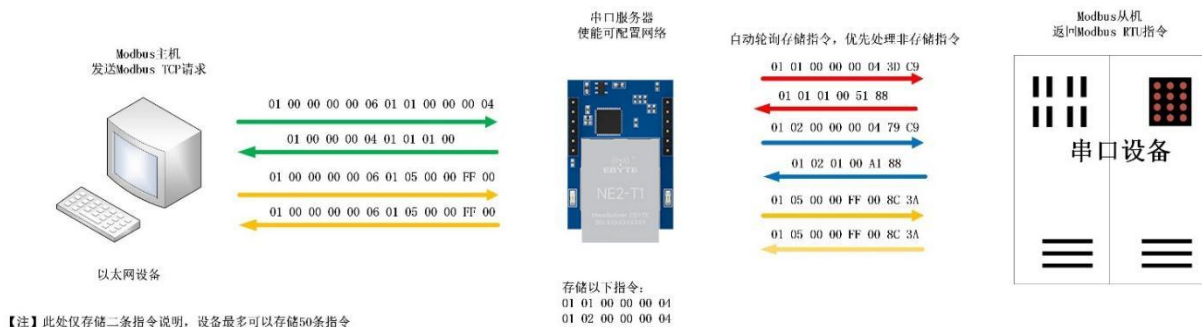 Modbus主机
发送Modbus TCP请求
串口服务器
使能可配置网络
Modbus从机
返回Modbus RTU指令
自动轮询存储指令，优先处理非存储指令
01 00 00 00 00 06 01 01 00 00 00 04
01 00 00 00 04 01 01 01 00
01 00 00 00 06 01 05 00 00 FF 00
01 00 00 00 06 01 05 00 00 FF 00
EBYTE
NE2-T1
01 01 00 00 00 04 3D C9
01 01 01 00 51 88
01 02 00 00 00 04 79 C9
01 02 01 00 A1 88
01 05 00 00 FF 00 8C 3A
01 05 00 00 FF 00 8C 3A
串口设备
以太网设备
存储以下指令：
01 01 00 00 00 04
01 02 00 00 00 04
【注】此处仅存储二条指令说明，设备最多可以存储50条指令